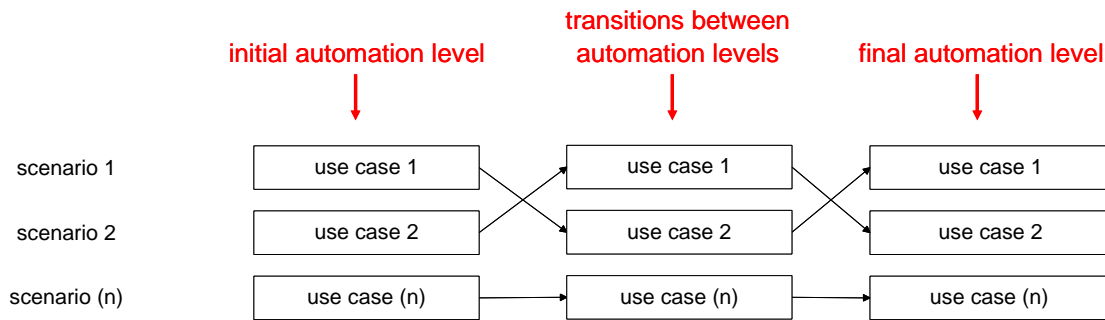 transitions between
initial automation level automation levels final automation level
scenario 1 use case 1 use case 1 use case 1
scenario 2 use case 2 use case 2 use case 2
scenario (n) use case (n) use case (n) use case (n)